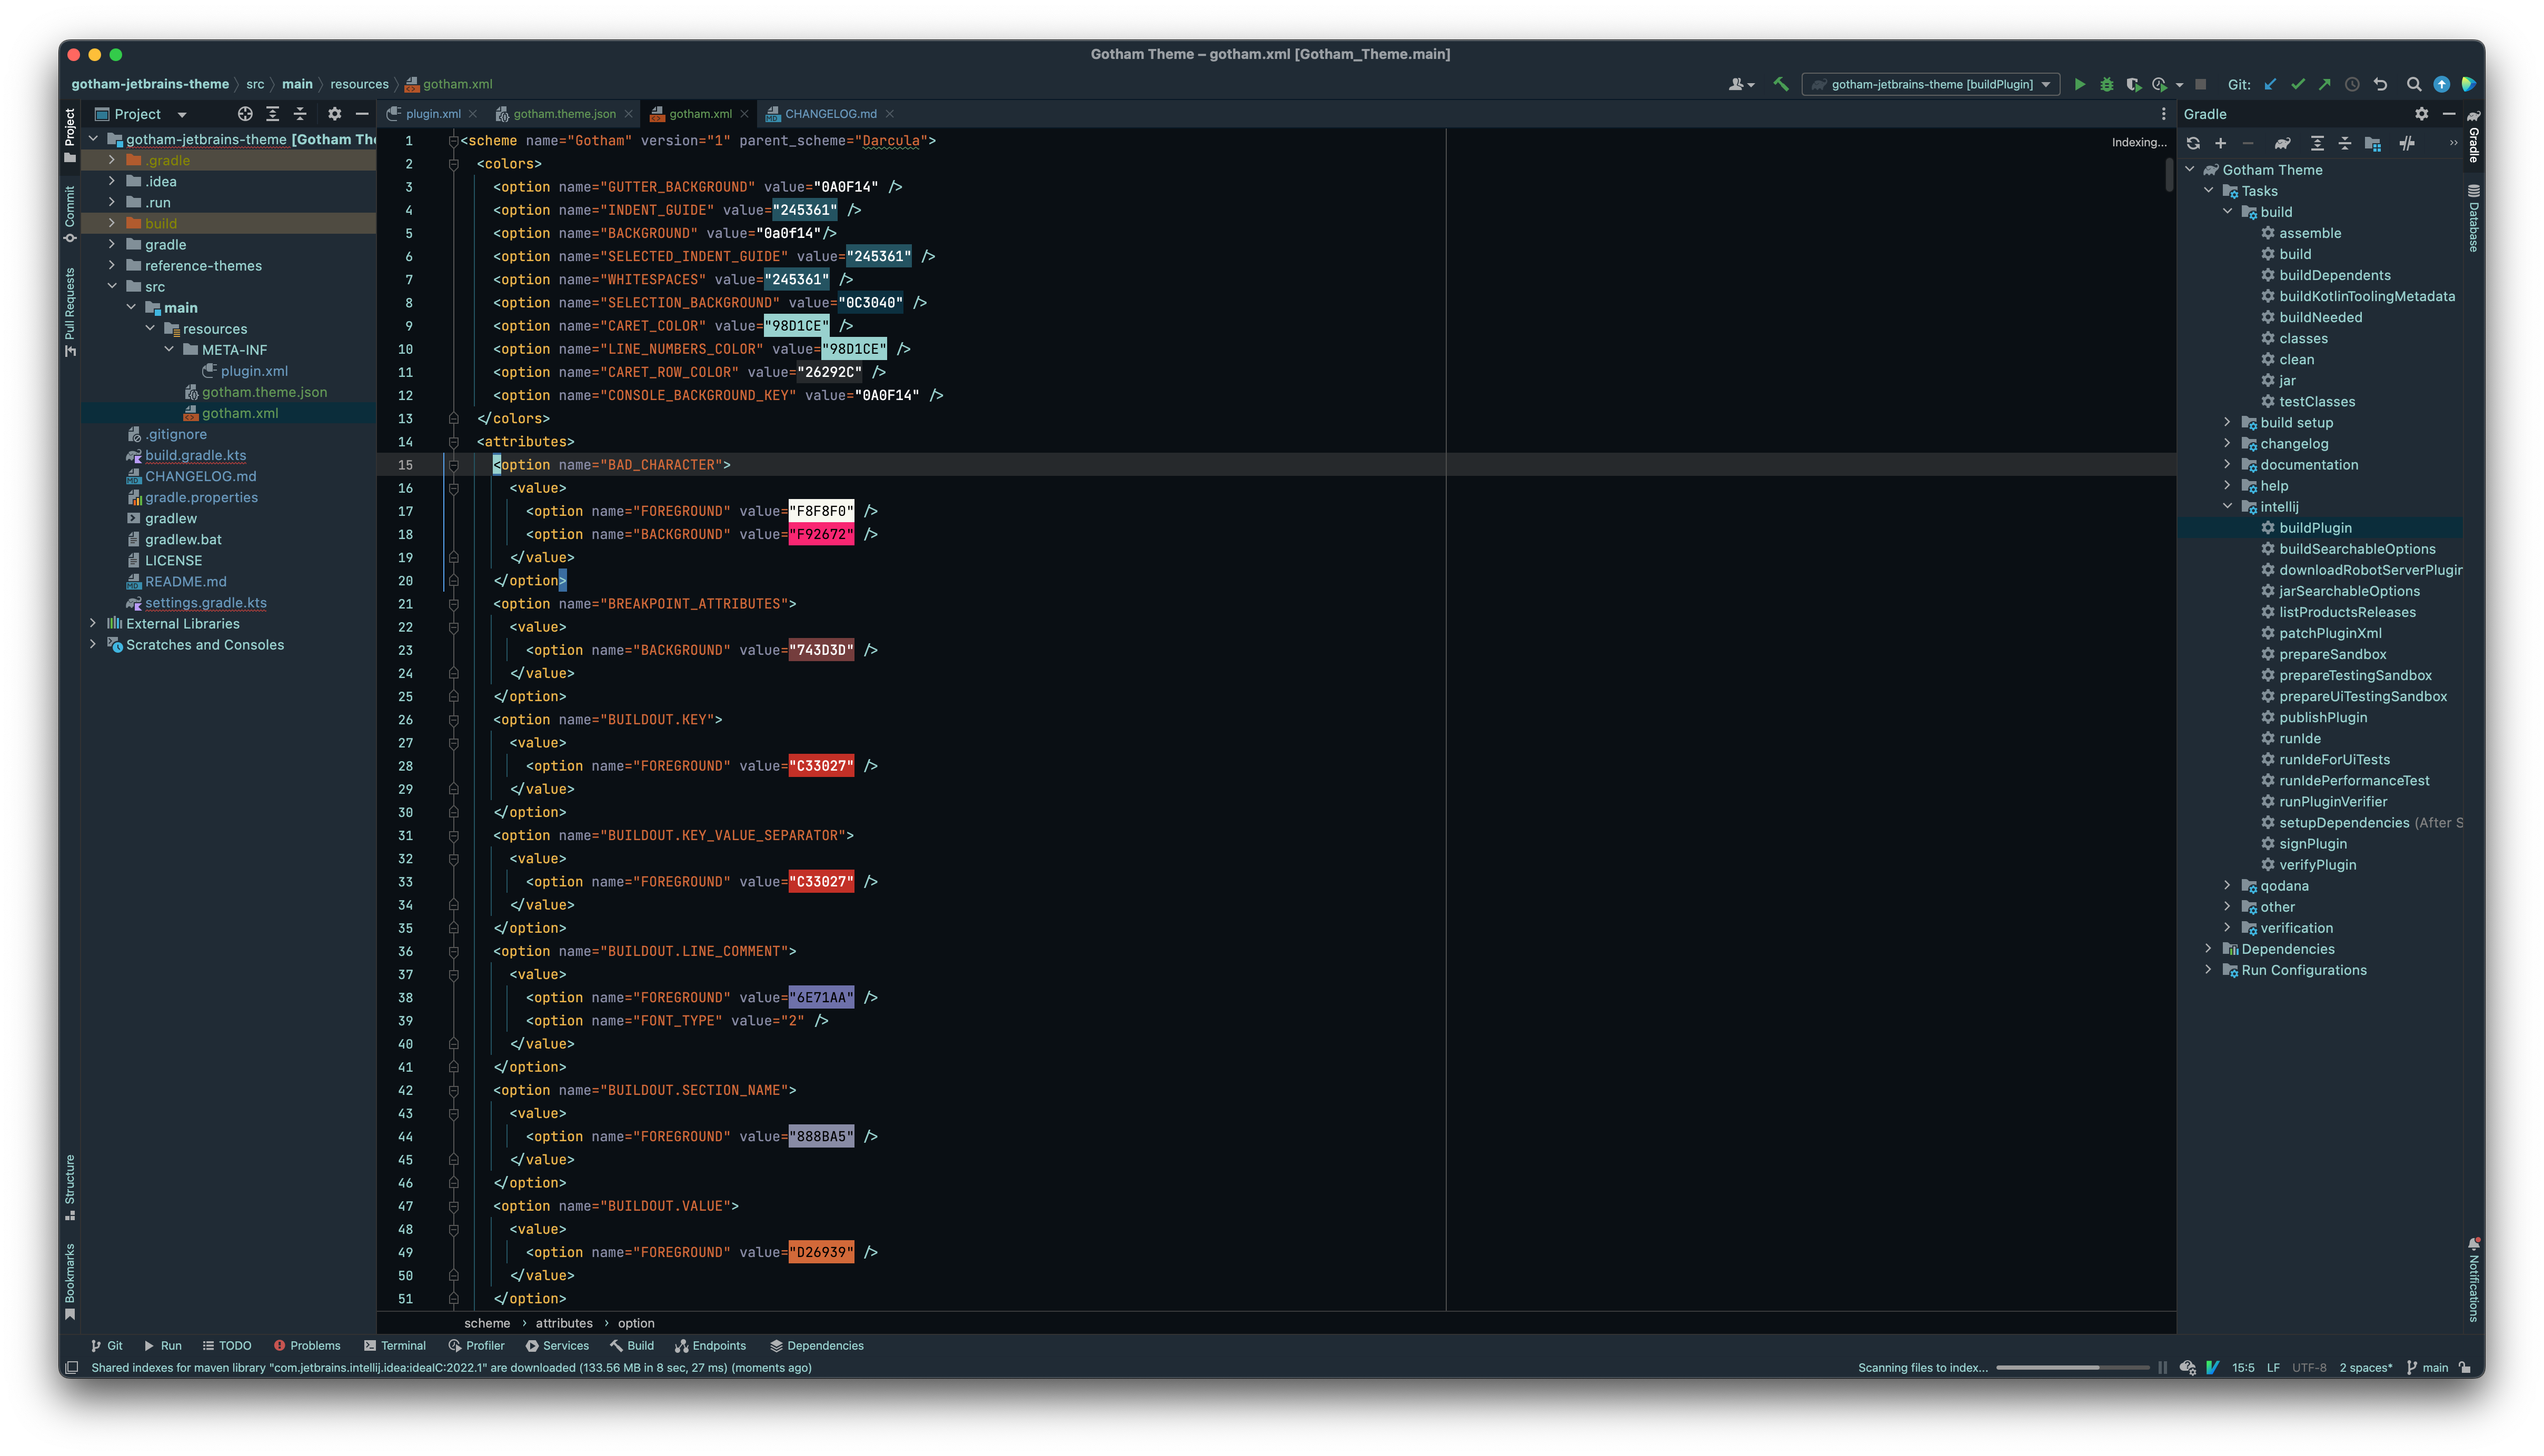 Gotham Theme – gotham.xml [Gotham_Theme.main]
gotham-jetbrains-theme src main resources gotham.xml
gotham-jetbrains-theme [buildPlugin] Git:
Project
Commit
Pull Requests
Structure
Bookmarks
Project
gotham-jetbrains-theme [Gotham The
.gradle
.idea
.run
build
gradle
reference-themes
src
main
resources
META-INF
plugin.xml
gotham.theme.json
gotham.xml
.gitignore
build.gradle.kts
CHANGELOG.md
gradle.properties
gradlew
gradlew.bat
LICENSE
README.md
settings.gradle.kts
External Libraries
Scratches and Consoles
plugin.xml gotham.theme.json gotham.xml CHANGELOG.md
Indexing...
1 <scheme name="Gotham" version="1" parent_scheme="Darcula">
2 <colors>
3 <option name="GUTTER_BACKGROUND" value="0A0F14" />
4 <option name="INDENT_GUIDE" value="245361" />
5 <option name="BACKGROUND" value="0a0f14"/>
6 <option name="SELECTED_INDENT_GUIDE" value="245361" />
7 <option name="WHITESPACES" value="245361" />
8 <option name="SELECTION_BACKGROUND" value="0C3040" />
9 <option name="CARET_COLOR" value="98D1CE" />
10 <option name="LINE_NUMBERS_COLOR" value="98D1CE" />
11 <option name="CARET_ROW_COLOR" value="26292C" />
12 <option name="CONSOLE_BACKGROUND_KEY" value="0A0F14" />
13 </colors>
14 <attributes>
15 <option name="BAD_CHARACTER">
16 <value>
17 <option name="FOREGROUND" value="F8F8F0" />
18 <option name="BACKGROUND" value="F92672" />
19 </value>
20 </option>
21 <option name="BREAKPOINT_ATTRIBUTES">
22 <value>
23 <option name="BACKGROUND" value="743D3D" />
24 </value>
25 </option>
26 <option name="BUILDOUT.KEY">
27 <value>
28 <option name="FOREGROUND" value="C33027" />
29 </value>
30 </option>
31 <option name="BUILDOUT.KEY_VALUE_SEPARATOR">
32 <value>
33 <option name="FOREGROUND" value="C33027" />
34 </value>
35 </option>
36 <option name="BUILDOUT.LINE_COMMENT">
37 <value>
38 <option name="FOREGROUND" value="6E71AA" />
39 <option name="FONT_TYPE" value="2" />
40 </value>
41 </option>
42 <option name="BUILDOUT.SECTION_NAME">
43 <value>
44 <option name="FOREGROUND" value="888BA5" />
45 </value>
46 </option>
47 <option name="BUILDOUT.VALUE">
48 <value>
49 <option name="FOREGROUND" value="D26939" />
50 </value>
51 </option>
scheme › attributes › option
Gradle
Gotham Theme
Tasks
build
assemble
build
buildDependents
buildKotlinToolingMetadata
buildNeeded
classes
clean
jar
testClasses
build setup
changelog
documentation
help
intellij
buildPlugin
buildSearchableOptions
downloadRobotServerPlugin
jarSearchableOptions
listProductsReleases
patchPluginXml
prepareSandbox
prepareTestingSandbox
prepareUiTestingSandbox
publishPlugin
runIde
runIdeForUiTests
runIdePerformanceTest
runPluginVerifier
setupDependencies (After S
signPlugin
verifyPlugin
qodana
other
verification
Dependencies
Run Configurations
Gradle
Database
Notifications
Git Run TODO Problems Terminal Profiler Services Build Endpoints Dependencies
Shared indexes for maven library "com.jetbrains.intellij.idea:ideaIC:2022.1" are downloaded (133.56 MB in 8 sec, 27 ms) (moments ago)
Scanning files to index... 15:5 LF UTF-8 2 spaces* main